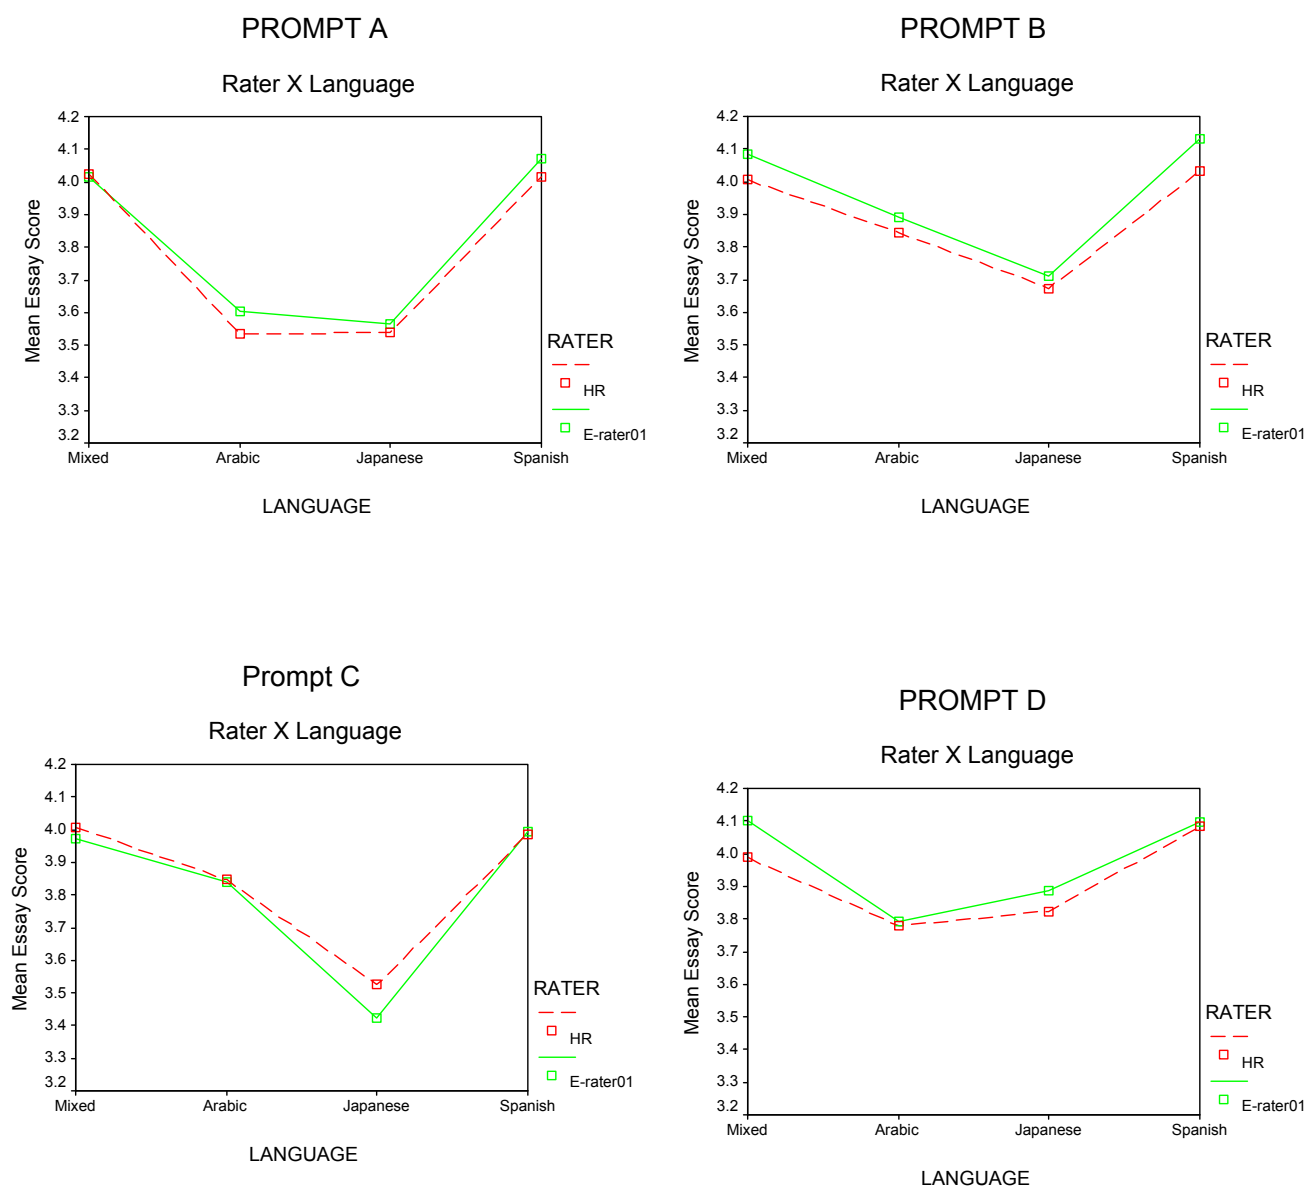 PROMPT A
Rater X Language
4.2
4.1
4.0
3.9
3.8
3.7
3.6
3.5
3.4
3.3
3.2
Mean Essay Score
Mixed Arabic Japanese Spanish
LANGUAGE
RATER
HR
E-rater01
PROMPT B
Rater X Language
4.2
4.1
4.0
3.9
3.8
3.7
3.6
3.5
3.4
3.3
3.2
Mean Essay Score
Mixed Arabic Japanese Spanish
LANGUAGE
RATER
HR
E-rater01
Prompt C
Rater X Language
4.2
4.1
4.0
3.9
3.8
3.7
3.6
3.5
3.4
3.3
3.2
Mean Essay Score
Mixed Arabic Japanese Spanish
LANGUAGE
RATER
HR
E-rater01
PROMPT D
Rater X Language
4.2
4.1
4.0
3.9
3.8
3.7
3.6
3.5
3.4
3.3
3.2
Mean Essay Score
Mixed Arabic Japanese Spanish
LANGUAGE
RATER
HR
E-rater01